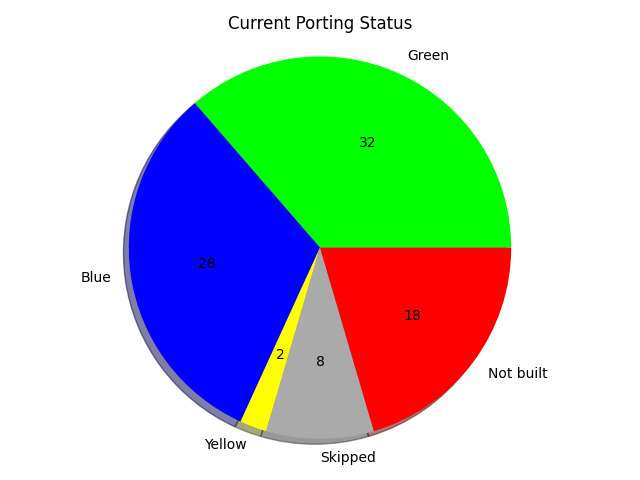 Current Porting Status
Green
32
Blue
28
18
2
8
Not built
Yellow
Skipped